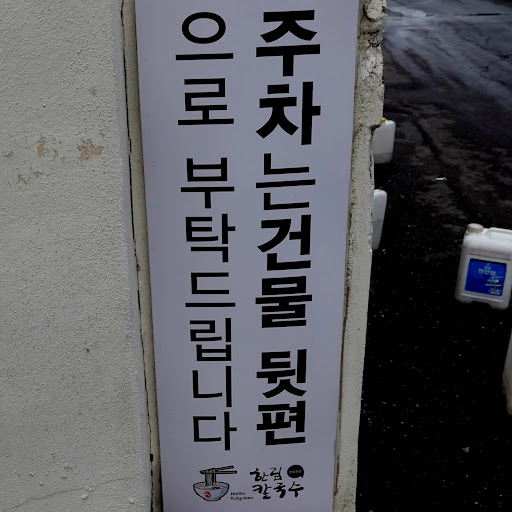 주차는건물 뒷편
으로 부탁드립니다
한림
칼국수